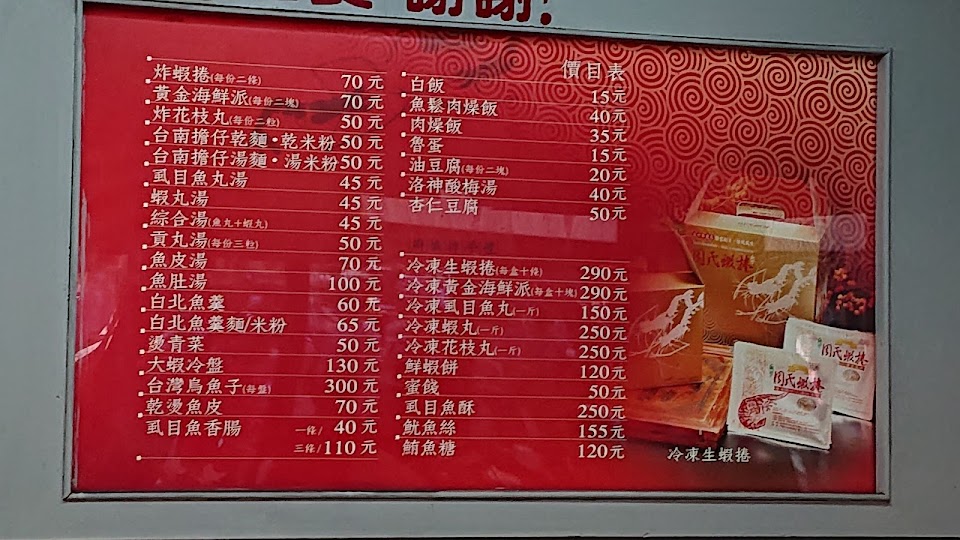 謝謝!
炸蝦捲(每份二條) 70元
黃金海鮮派(每份二塊) 70元
炸花枝丸(每份二粒) 50元
台南擔仔乾麵・乾米粉 50元
台南擔仔湯麵・湯米粉 50元
虱目魚丸湯 45元
蝦丸湯 45元
綜合湯(魚丸+蝦丸) 45元
貢丸湯(每份三粒) 50元
魚皮湯 70元
魚肚湯 100元
白北魚羹 60元
白北魚羹麵/米粉 65元
燙青菜 50元
大蝦冷盤 130元
台灣烏魚子(每盤) 300元
乾燙魚皮 70元
虱目魚香腸 一條/ 40元
三條/ 110元
價目表
白飯 15元
魚鬆肉燥飯 40元
肉燥飯 35元
魯蛋 15元
油豆腐(每份二塊) 20元
洛神酸梅湯 40元
杏仁豆腐 50元
冷凍生蝦捲(每盒十條) 290元
冷凍黃金海鮮派(每盒十塊) 290元
冷凍虱目魚丸(一斤) 150元
冷凍蝦丸(一斤) 250元
冷凍花枝丸(一斤) 250元
鮮蝦餅 120元
蜜餞 50元
虱目魚酥 250元
魷魚絲 155元
鮪魚糖 120元
周氏蝦捲
周氏蝦捲
周氏蝦捲
冷凍生蝦捲